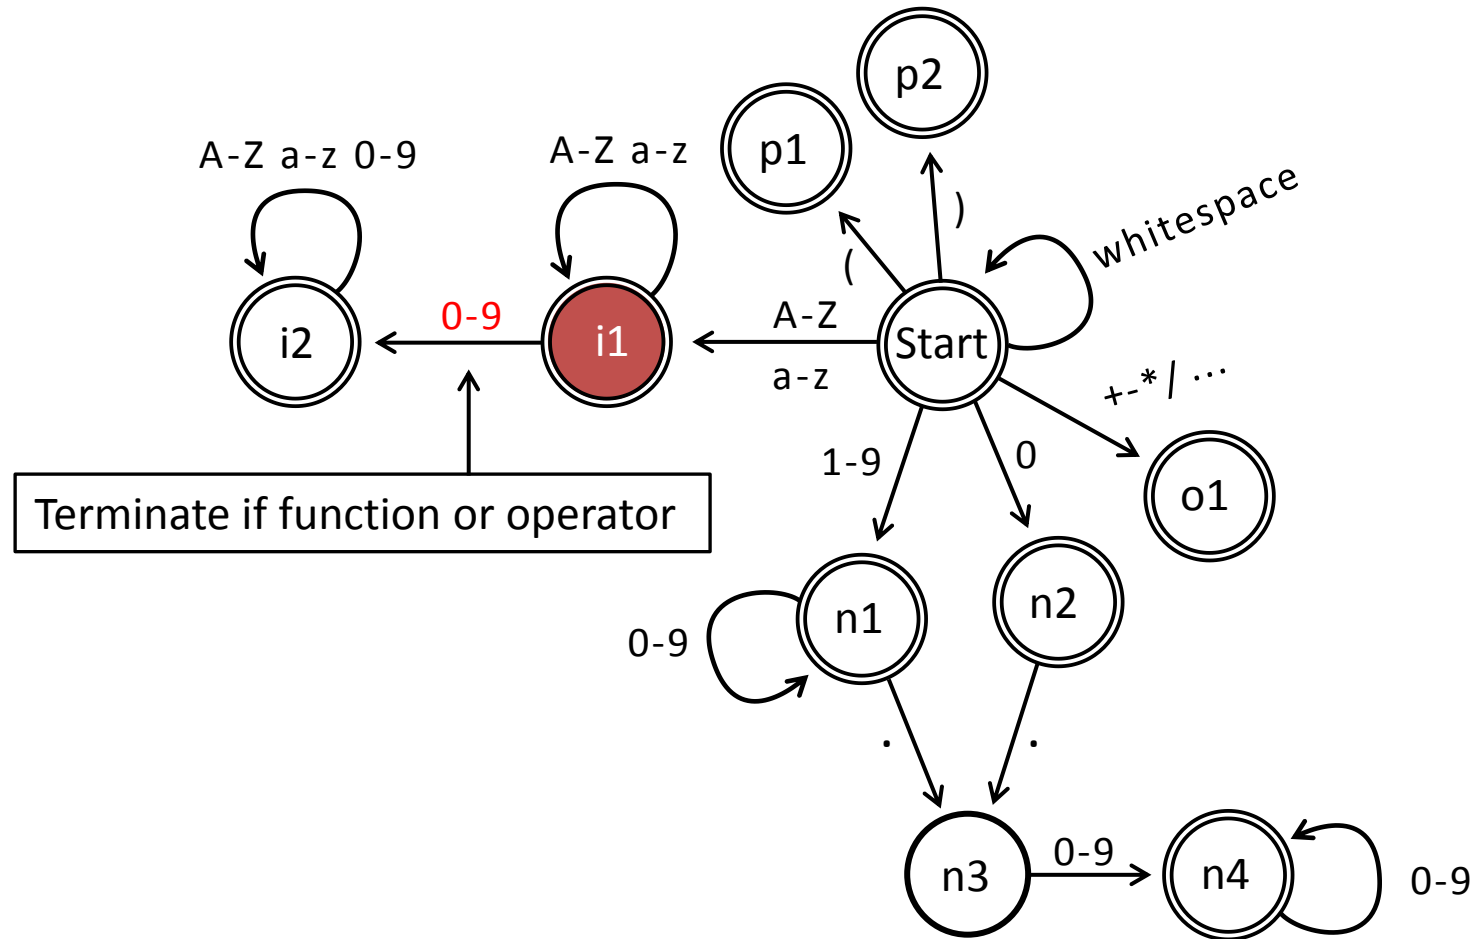 p2
p1
A-Z a-z 0-9
A-Z a-z
)
whitespace
(
i2
0-9
i1
A-Z
a-z
Start
+-*/ ...
Terminate if function or operator
1-9
0
o1
n1
n2
0-9
.
.
n3
0-9
n4
0-9